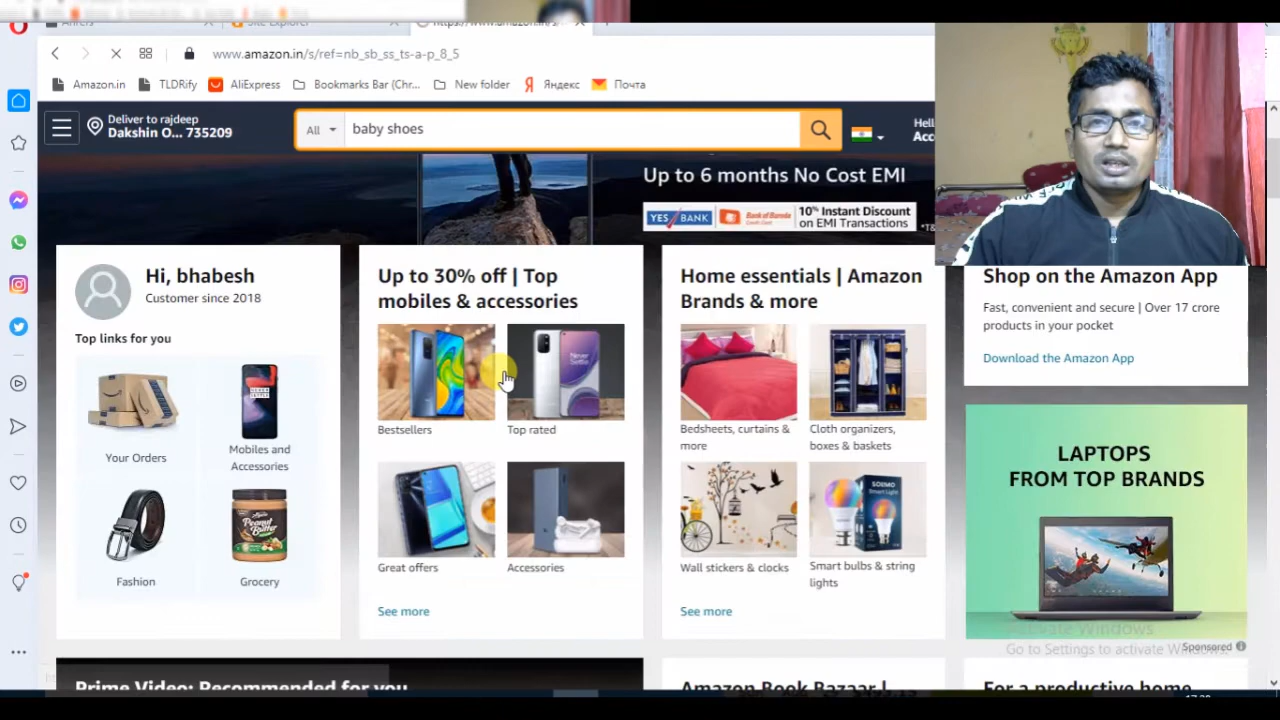 Site Explorer
www.amazon.in/s/ref=nb_sb_ss_ts-a-p_8_5
Amazon.in
TLDRify
AliExpress
Bookmarks Bar (Chr...
New folder
Яндекс
Почта
Deliver to rajdeep
Dakshin O... 735209
All
baby shoes
Hell
Acc
Up to 6 months No Cost EMI
YES BANK
Bank of Baroda
10% Instant Discount
on EMI Transactions
Hi, bhabesh
Customer since 2018
Top links for you
Your Orders
Mobiles and
Accessories
Fashion
Grocery
Up to 30% off | Top
mobiles & accessories
Bestsellers
Top rated
Great offers
Accessories
See more
Home essentials | Amazon
Brands & more
Bedsheets, curtains &
more
Cloth organizers,
boxes & baskets
Wall stickers & clocks
Smart bulbs & string
lights
See more
Shop on the Amazon App
Fast, convenient and secure | Over 17 crore
products in your pocket
Download the Amazon App
LAPTOPS
FROM TOP BRANDS
Activate Windows
Go to Settings to activate Windows.
Sponsored
Prime Video: Recommended for you
Amazon Book Bazaar |
For a productive home